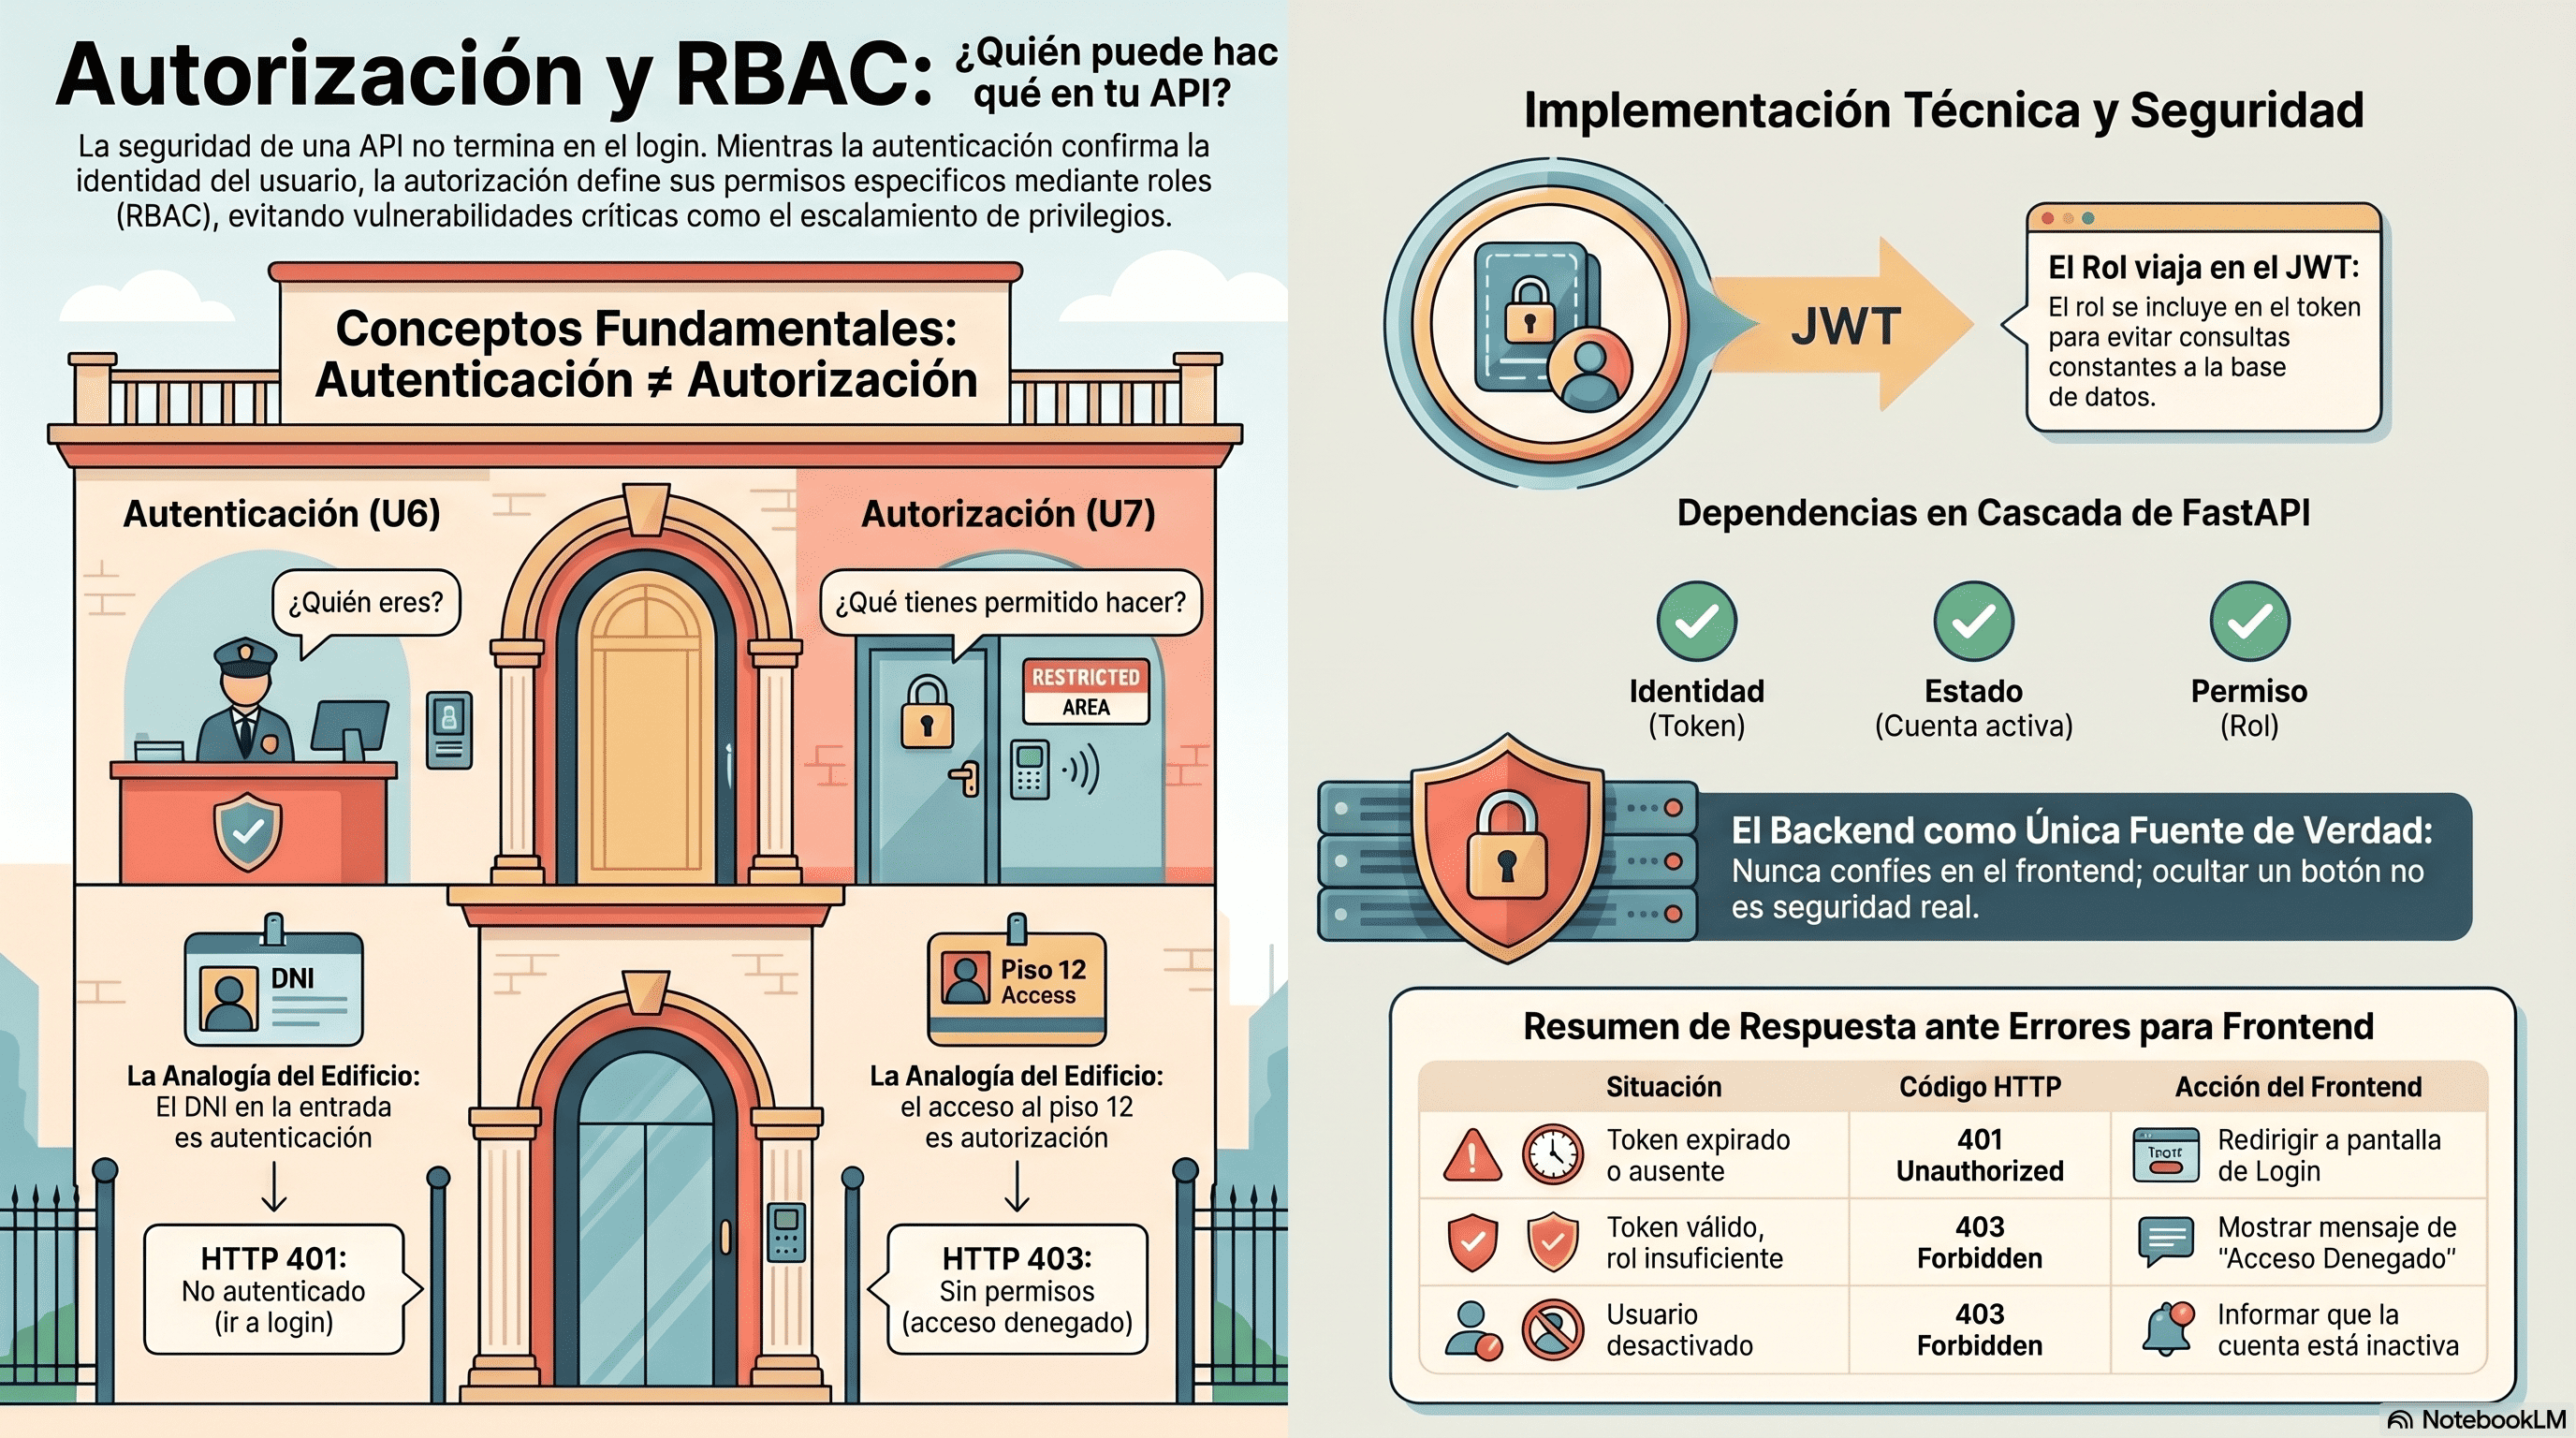 Autorización y RBAC:
¿Quién puede hac
qué en tu API?
La seguridad de una API no termina en el login. Mientras la autenticación confirma la
identidad del usuario, la autorización define sus permisos especificos mediante roles
(RBAC), evitando vulnerabilidades críticas como el escalamiento de privilegios.
Conceptos Fundamentales:
Autenticación ≠ Autorización
Autenticación (U6)
¿Quién eres?
Autorización (U7)
¿Qué tienes permitido hacer?
RESTRICTED
AREA
DNI
La Analogía del Edificio:
El DNI en la entrada
es autenticación
HTTP 401:
No autenticado
(ir a login)
Piso 12
Access
La Analogía del Edificio:
el acceso al piso 12
es autorización
HTTP 403:
Sin permisos
(acceso denegado)
Implementación Técnica y Seguridad
JWT
El Rol viaja en el JWT:
El rol se incluye en el token
para evitar consultas
constantes a la base
de datos.
Dependencias en Cascada de FastAPI
Identidad
(Token)
Estado
(Cuenta activa)
Permiso
(Rol)
El Backend como Única Fuente de Verdad:
Nunca confíes en el frontend; ocultar un botón no
es seguridad real.
Resumen de Respuesta ante Errores para Frontend
Situación
Código HTTP
Acción del Frontend
Token expirado
o ausente
401
Unauthorized
Redirigir a pantalla
de Login
Token válido,
rol insuficiente
403
Forbidden
Mostrar mensaje de
"Acceso Denegado"
Usuario
desactivado
403
Forbidden
Informar que la
cuenta está inactiva
NotebookLM